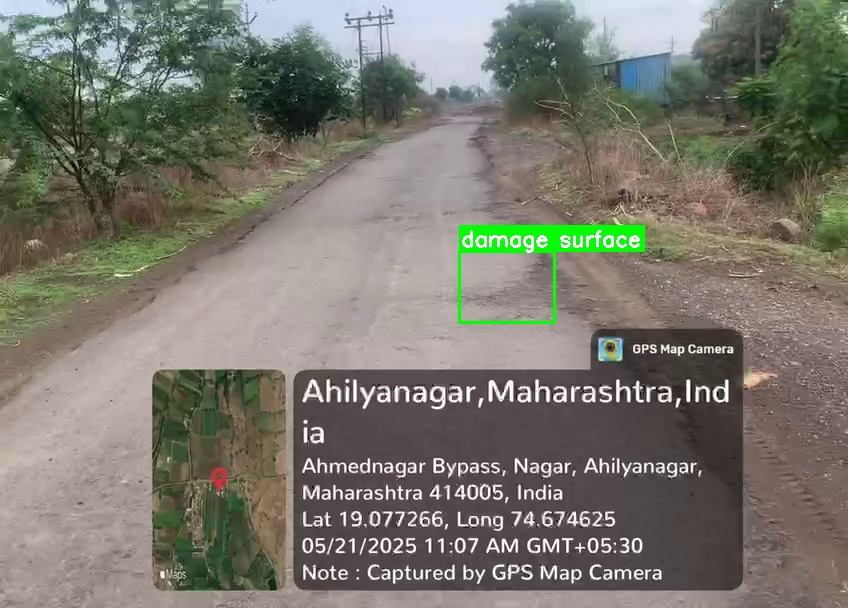 damage surface
GPS Map Camera
Ahilyanagar,Maharashtra,Ind
ia
Ahmednagar Bypass, Nagar, Ahilyanagar,
Maharashtra 414005, India
Lat 19.077266, Long 74.674625
05/21/2025 11:07 AM GMT+05:30
Note : Captured by GPS Map Camera
Maps